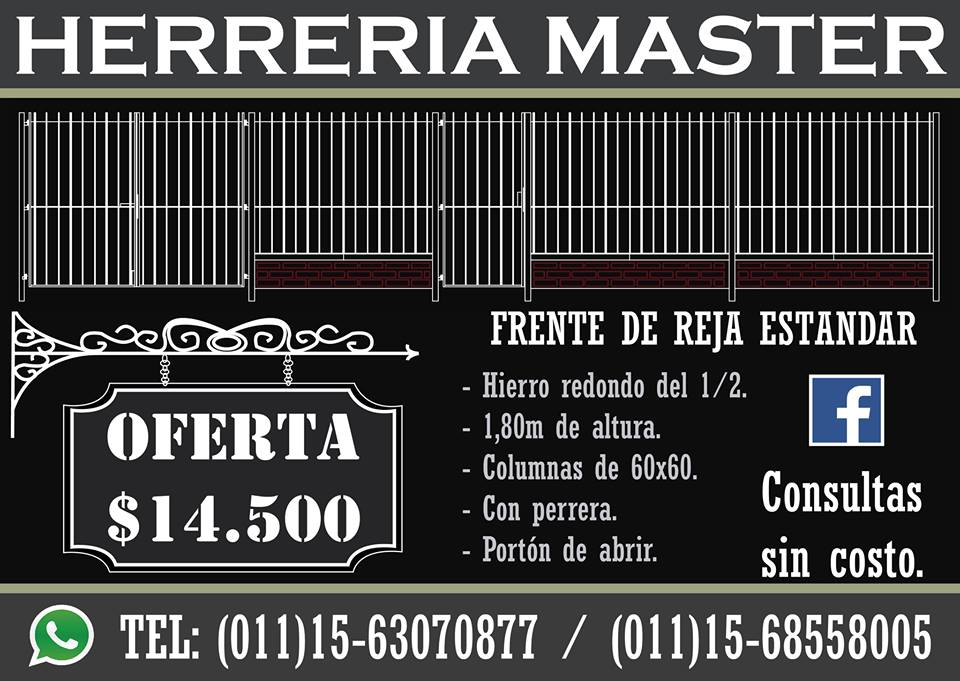 HERRERIA MASTER
FRENTE DE REJA ESTANDAR
- Hierro redondo del 1/2.
- 1,80m de altura.
- Columnas de 60x60.
- Con perrera.
- Portón de abrir.
OFERTA
$14.500
f
Consultas
sin costo.
TEL: (011)15-63070877 / (011)15-68558005